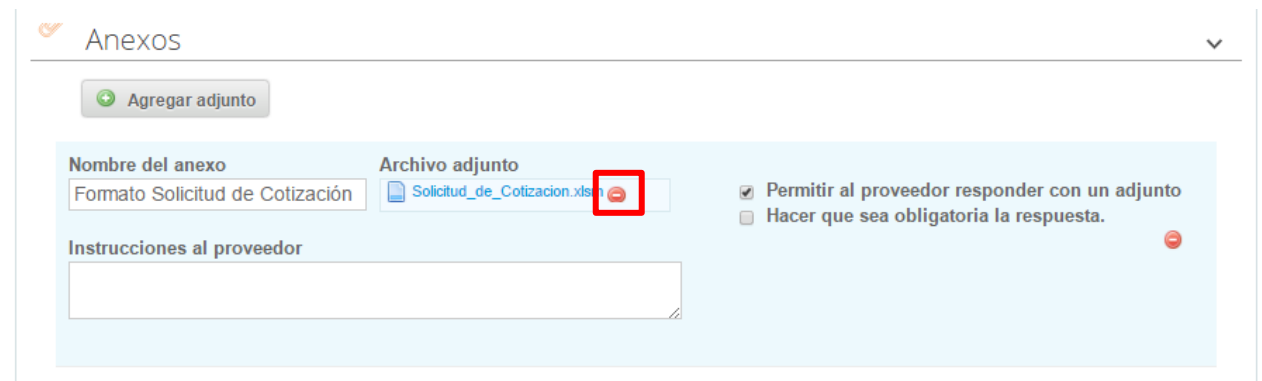 Anexos
Agregar adjunto
Nombre del anexo
Archivo adjunto
Formato Solicitud de Cotización
Solicitud_de_Cotizacion.xlsm
Permitir al proveedor responder con un adjunto
Hacer que sea obligatoria la respuesta.
Instrucciones al proveedor